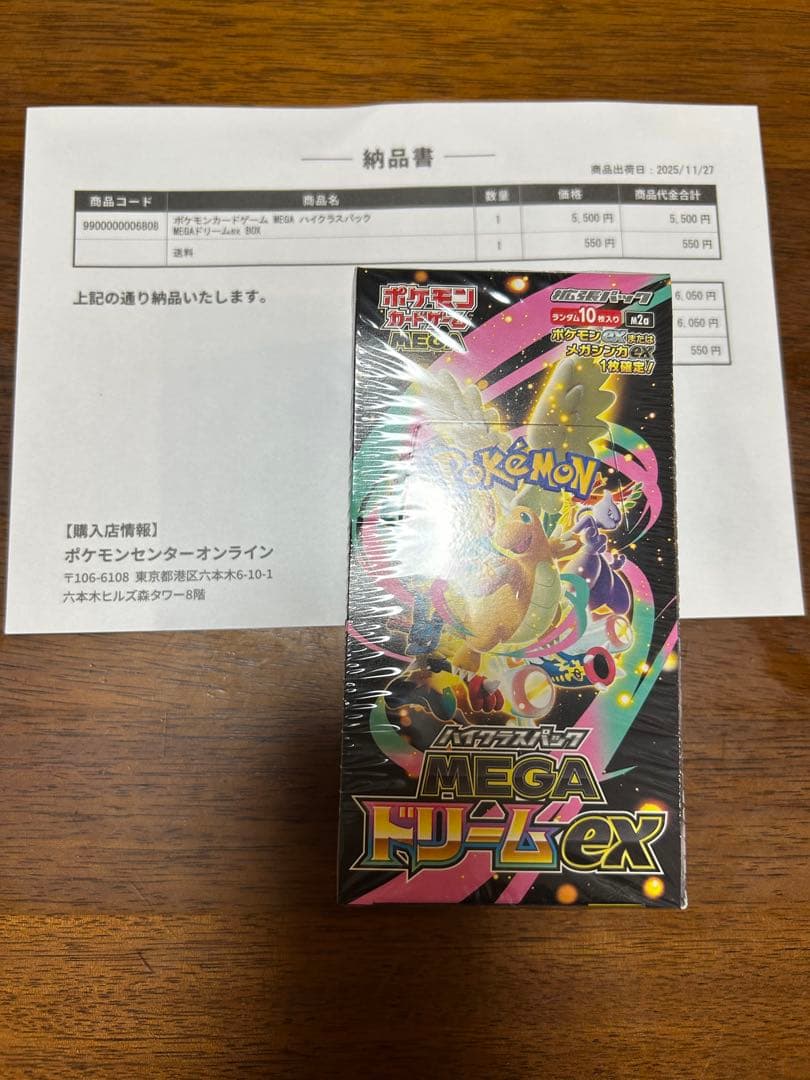 納品書
商品出荷日：2025/11/27
商品コード 商品名 数量 価格 商品代金合計
9900000006808 ポケモンカードゲーム MEGA ハイクラスパック 1 5,500 円 5,500 円
MEGAドリームex BOX
送料 1 550 円 550 円
上記の通り納品いたします。
6,050 円
6,050 円
550 円
【購入店情報】
ポケモンセンターオンライン
〒106-6108 東京都港区六本木6-10-1
六本木ヒルズ森タワー8階
ポケモン
カードゲーム
MEGA
拡張パック
ランダム10枚入り M2a
ポケモンexまたは
メガシンカex
1枚確定!
POKéMON
ハイクラスパック
MEGA
ドリームex